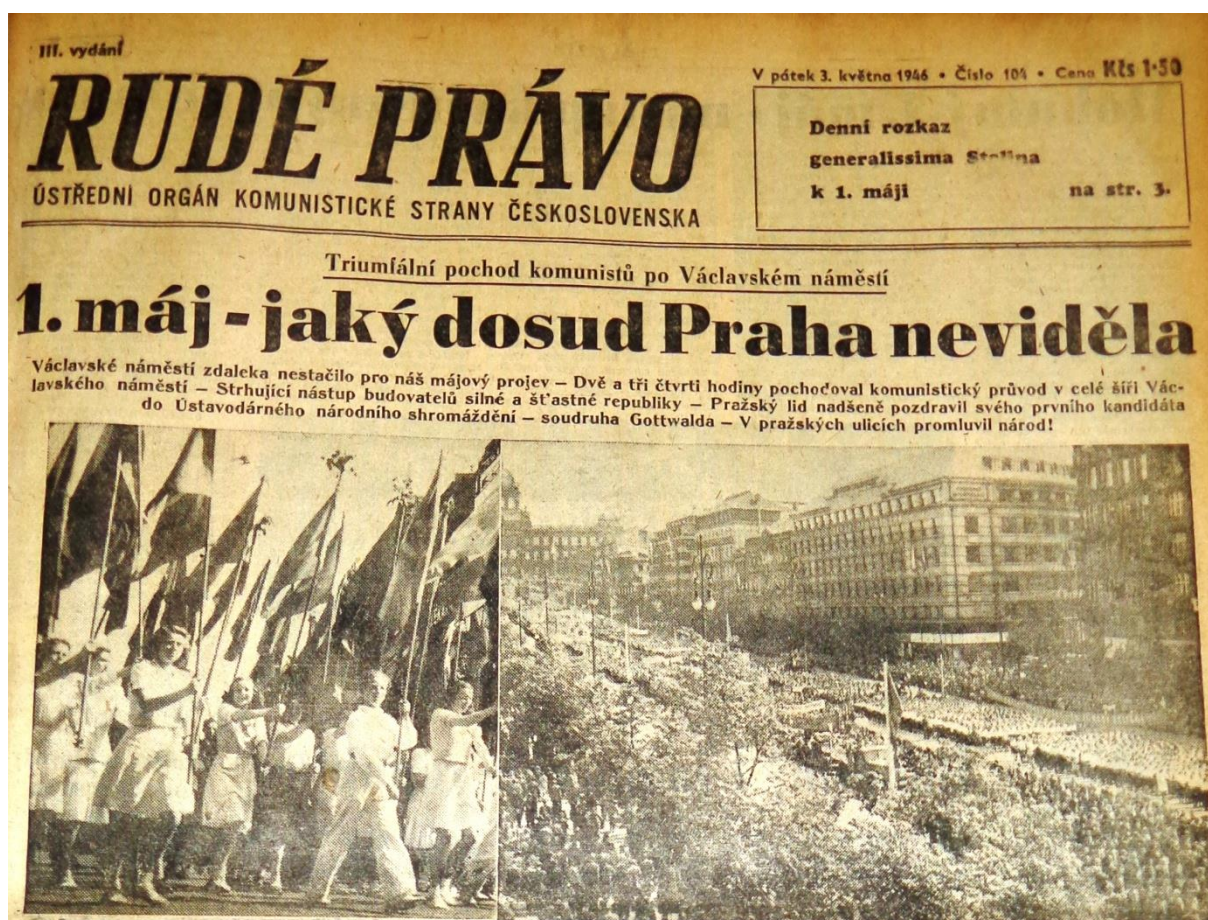 III. vydání
RUDÉ PRÁVO
ÚSTŘEDNI ORGÁN KOMUNISTICKÉ STRANY ČESKOSLOVENSKA
V pátek 3. května 1946 • Číslo 104 • Cena Kčs 1·50
Denní rozkaz
generalissima Stalina
k 1. máji na str. 3.
Triumfální pochod komunistů po Václavském náměstí
1. máj - jaký dosud Praha neviděla
Václavské náměstí zdaleka nestačilo pro náš májový projev – Dvě a tři čtvrti hodiny pochodoval komunistický průvod v celé šíři Vác-
lavského náměstí – Strhující nástup budovatelů silné a šťastné republiky – Pražský lid nadšeně pozdravil svého prvního kandidáta
do Ústavodárného národního shromáždění – soudruha Gottwalda – V pražských ulicích promluvil národ!